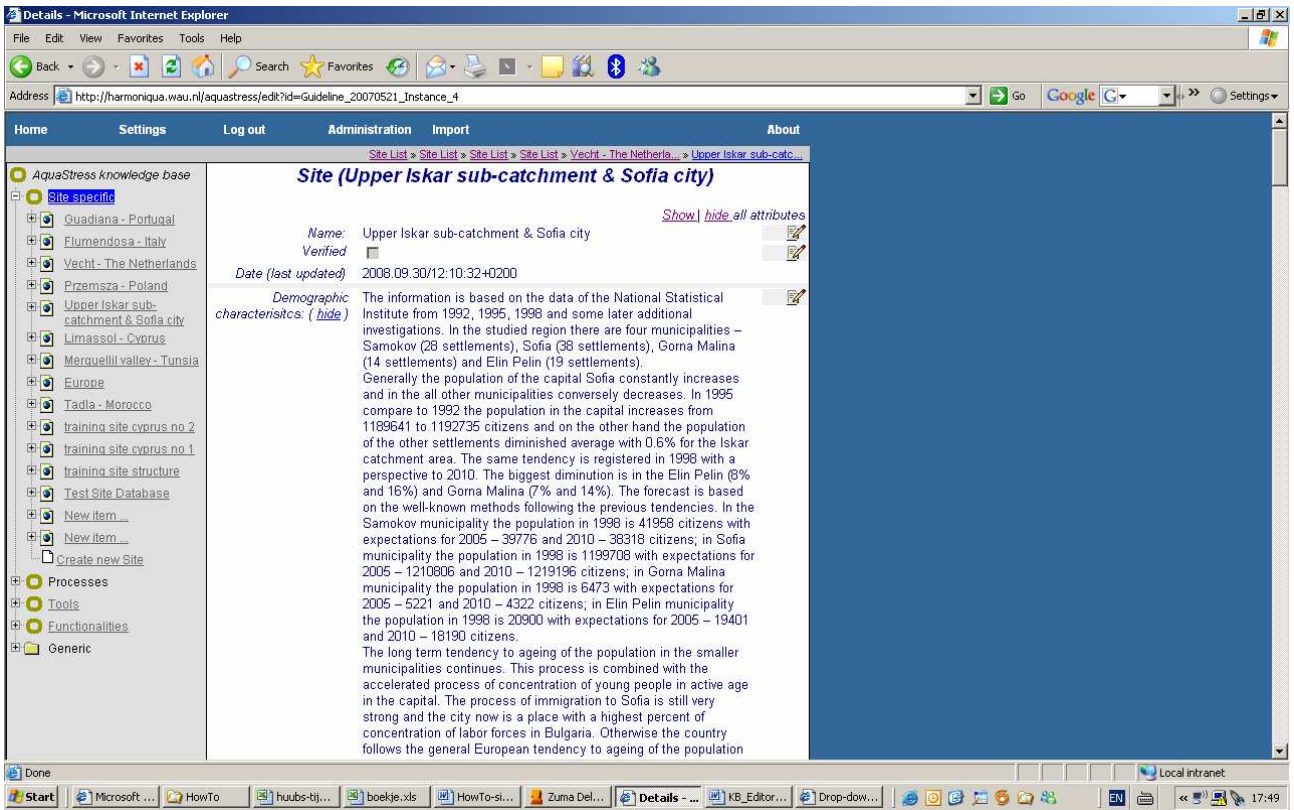 Details - Microsoft Internet Explorer
File Edit View Favorites Tools Help
Back Search Favorites
Address http://harmoniqua.wau.nl/aquastress/edit?id=Guideline_20070521_Instance_4 Go Google G Settings
Home Settings Log out Administration Import About
Site List » Site List » Site List » Site List » Vecht - The Netherla... » Upper Iskar sub-catc...
AquaStress knowledge base
Site specific
Guadiana - Portugal
Flumendosa - Italy
Vecht - The Netherlands
Przemsza - Poland
Upper Iskar sub-
catchment & Sofia city
Limassol - Cyprus
Merquellil valley - Tunsia
Europe
Tadla - Morocco
training site cyprus no 2
training site cyprus no 1
training site structure
Test Site Database
New item ...
New item ...
Create new Site
Processes
Tools
Functionalities
Generic
Site (Upper Iskar sub-catchment & Sofia city)
Show | hide all attributes
Name: Upper Iskar sub-catchment & Sofia city
Verified
Date (last updated) 2008.09.30/12:10:32+0200
Demographic
characterisitcs: ( hide )
The information is based on the data of the National Statistical
Institute from 1992, 1995, 1998 and some later additional
investigations. In the studied region there are four municipalities –
Samokov (28 settlements), Sofia (38 settlements), Gorna Malina
(14 settlements) and Elin Pelin (19 settlements).
Generally the population of the capital Sofia constantly increases
and in the all other municipalities conversely decreases. In 1995
compare to 1992 the population in the capital increases from
1189641 to 1192735 citizens and on the other hand the population
of the other settlements diminished average with 0.6% for the Iskar
catchment area. The same tendency is registered in 1998 with a
perspective to 2010. The biggest diminution is in the Elin Pelin (8%
and 16%) and Gorna Malina (7% and 14%). The forecast is based
on the well-known methods following the previous tendencies. In the
Samokov municipality the population in 1998 is 41958 citizens with
expectations for 2005 – 39776 and 2010 – 38318 citizens; in Sofia
municipality the population in 1998 is 1199708 with expectations for
2005 – 1210806 and 2010 – 1219196 citizens; in Gorna Malina
municipality the population in 1998 is 6473 with expectations for
2005 – 5221 and 2010 – 4322 citizens; in Elin Pelin municipality
the population in 1998 is 20900 with expectations for 2005 – 19401
and 2010 – 18190 citizens.
The long term tendency to ageing of the population in the smaller
municipalities continues. This process is combined with the
accelerated process of concentration of young people in active age
in the capital. The process of immigration to Sofia is still very
strong and the city now is a place with a highest percent of
concentration of labor forces in Bulgaria. Otherwise the country
follows the general European tendency to ageing of the population
Done Local intranet
Start Microsoft ... HowTo huubs-tij... boekje.xls HowTo-si... Zuma Del... Details - ... KB_Editor... Drop-dow... EN 17:49